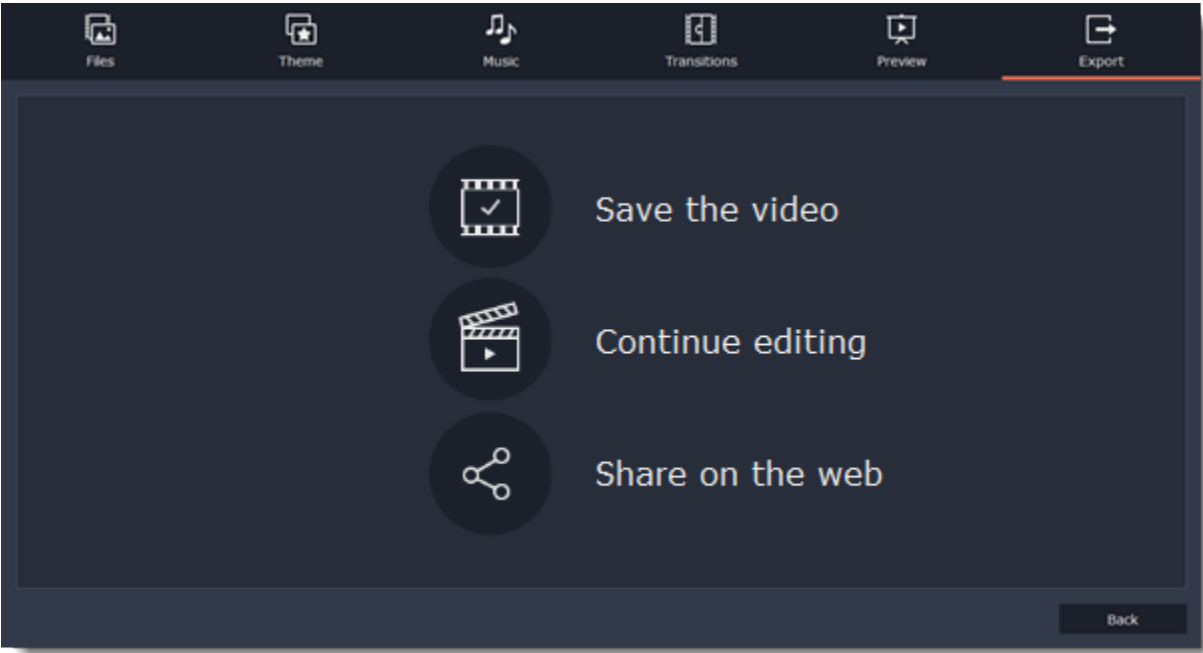 Files
Theme
Music
Transitions
Preview
Export
Save the video
Continue editing
Share on the web
Back